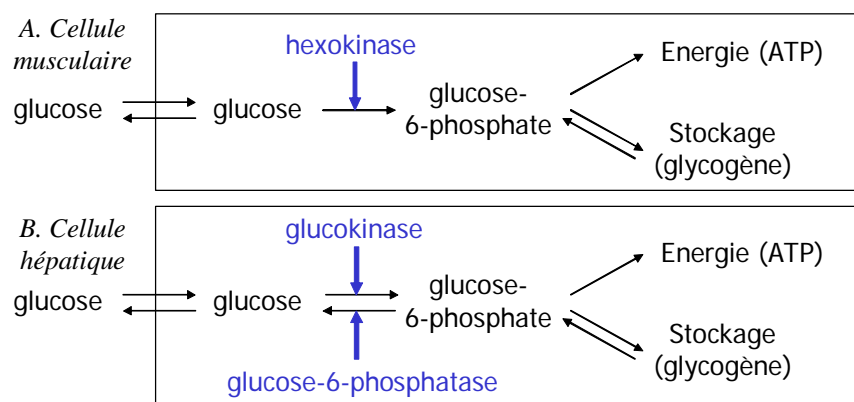 A. Cellule
musculaire
hexokinase
glucose
glucose
glucose-
6-phosphate
Energie (ATP)
Stockage
(glycogène)
B. Cellule
hépatique
glucokinase
glucose
glucose
glucose-
6-phosphate
Energie (ATP)
Stockage
(glycogène)
glucose-6-phosphatase